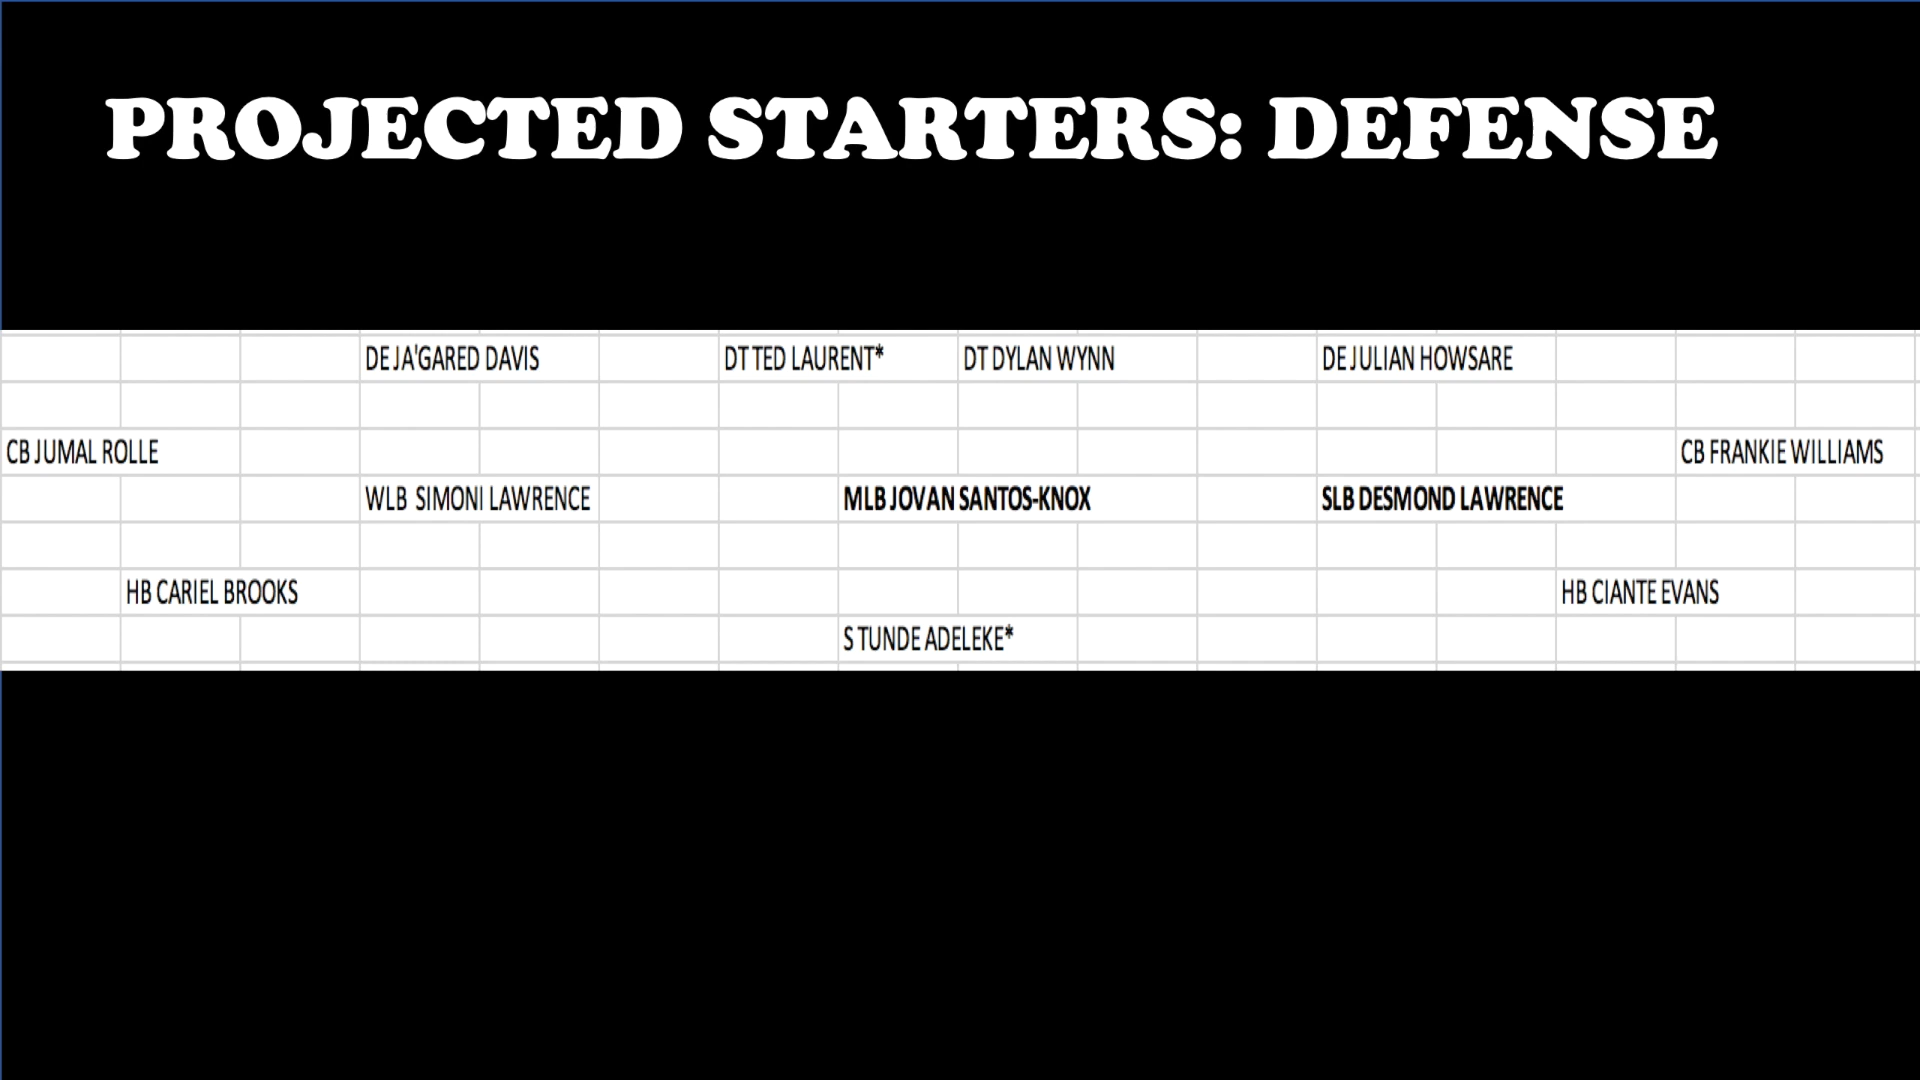 PROJECTED STARTERS: DEFENSE
DE JA'GARED DAVIS DT TED LAURENT* DT DYLAN WYNN DE JULIAN HOWSARE
CB JUMAL ROLLE CB FRANKIE WILLIAMS
WLB SIMONI LAWRENCE MLB JOVAN SANTOS-KNOX SLB DESMOND LAWRENCE
HB CARIEL BROOKS HB CIANTE EVANS
S TUNDE ADELEKE*